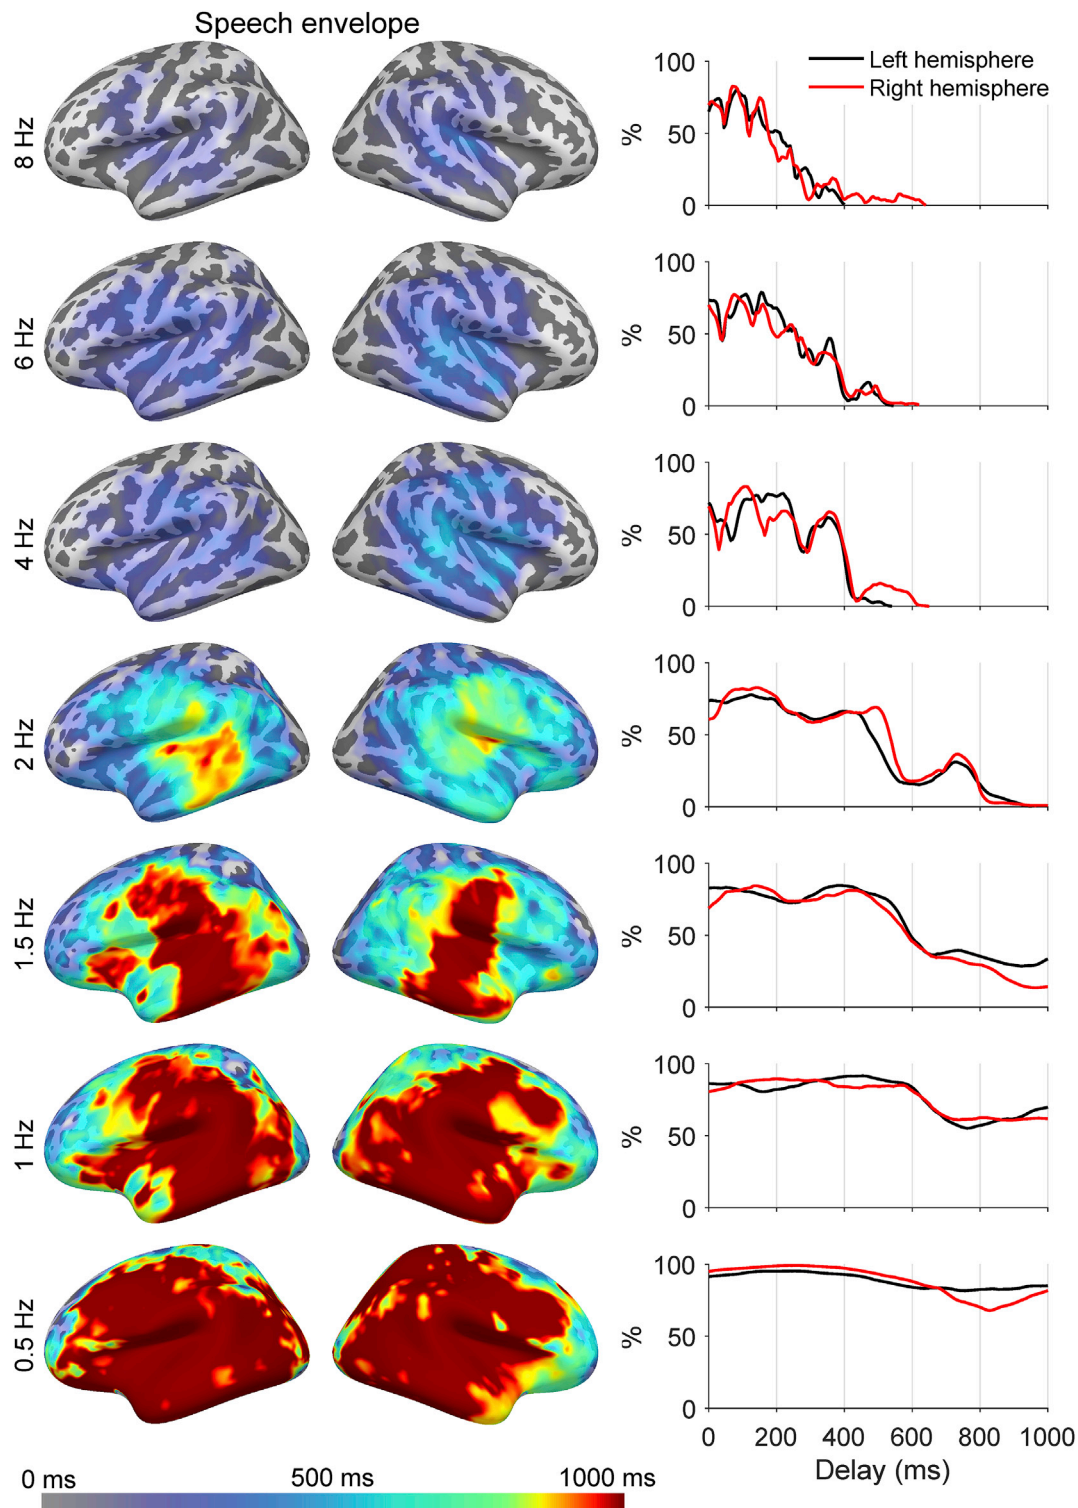 Speech envelope
Left hemisphere
Right hemisphere
8 Hz
%
100
50
0
6 Hz
%
100
50
0
4 Hz
%
100
50
0
2 Hz
%
100
50
0
1.5 Hz
%
100
50
0
1 Hz
%
100
50
0
0.5 Hz
%
100
50
0
0 200 400 600 800 1000
Delay (ms)
0 ms 500 ms 1000 ms